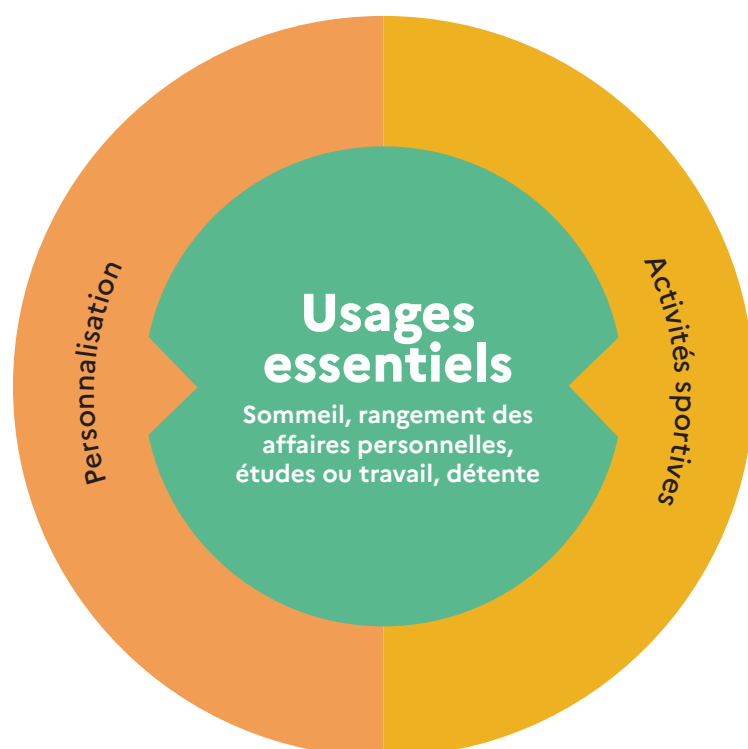 Personnalisation
Usages
essentiels
Sommeil, rangement des
affaires personnelles,
études ou travail, détente
Activités sportives